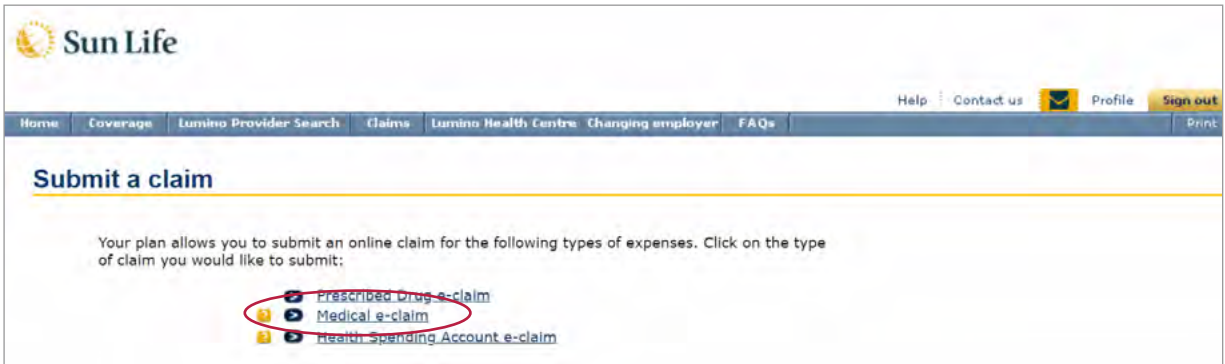 Sun Life
Help Contact us Profile Sign out
Home Coverage Lumino Provider Search Claims Lumino Health Centre Changing employer FAQs Print
Submit a claim
Your plan allows you to submit an online claim for the following types of expenses. Click on the type
of claim you would like to submit:
Prescribed Drug e-claim
? Medical e-claim
? Health Spending Account e-claim